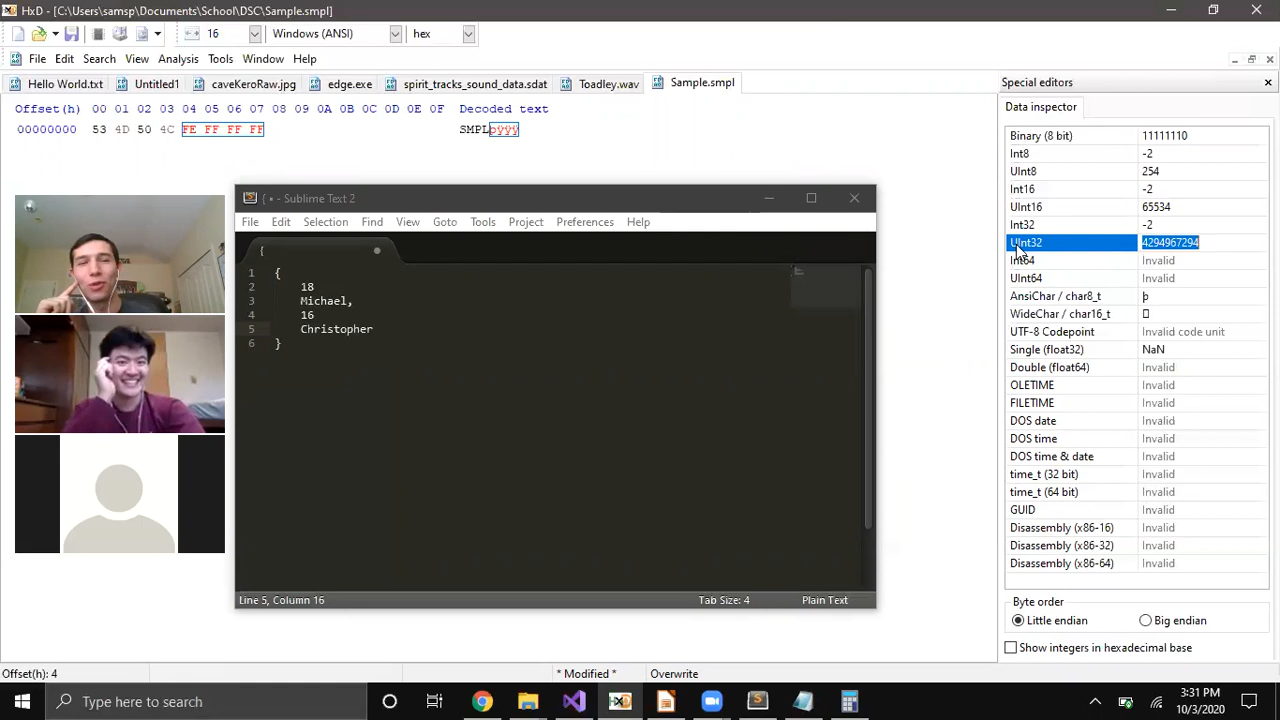 HxD - [C:\Users\samsp\Documents\School\DSC\Sample.smpl]
16 Windows (ANSI) hex
File Edit Search View Analysis Tools Window Help
Hello World.txt Untitled1 caveKeroRaw.jpg edge.exe spirit_tracks_sound_data.sdat Toadley.wav Sample.smpl
Offset(h) 00 01 02 03 04 05 06 07 08 09 0A 0B 0C 0D 0E 0F Decoded text
00000000 53 4D 50 4C FE FF FF FF SMPLþÿÿÿ
{ • - Sublime Text 2
File Edit Selection Find View Goto Tools Project Preferences Help
{
1 {
2 18
3 Michael,
4 16
5 Christopher
6 }
Line 5, Column 16 Tab Size: 4 Plain Text
Special editors
Data inspector
Binary (8 bit) 11111110
Int8 -2
UInt8 254
Int16 -2
UInt16 65534
Int32 -2
UInt32 4294967294
Int64 Invalid
UInt64 Invalid
AnsiChar / char8_t þ
WideChar / char16_t
UTF-8 Codepoint Invalid code unit
Single (float32) NaN
Double (float64) Invalid
OLETIME Invalid
FILETIME Invalid
DOS date Invalid
DOS time Invalid
DOS time & date Invalid
time_t (32 bit) Invalid
time_t (64 bit) Invalid
GUID Invalid
Disassembly (x86-16) Invalid
Disassembly (x86-32) Invalid
Disassembly (x86-64) Invalid
Byte order
Little endian Big endian
Show integers in hexadecimal base
Offset(h): 4 * Modified * Overwrite
Type here to search
3:31 PM
10/3/2020